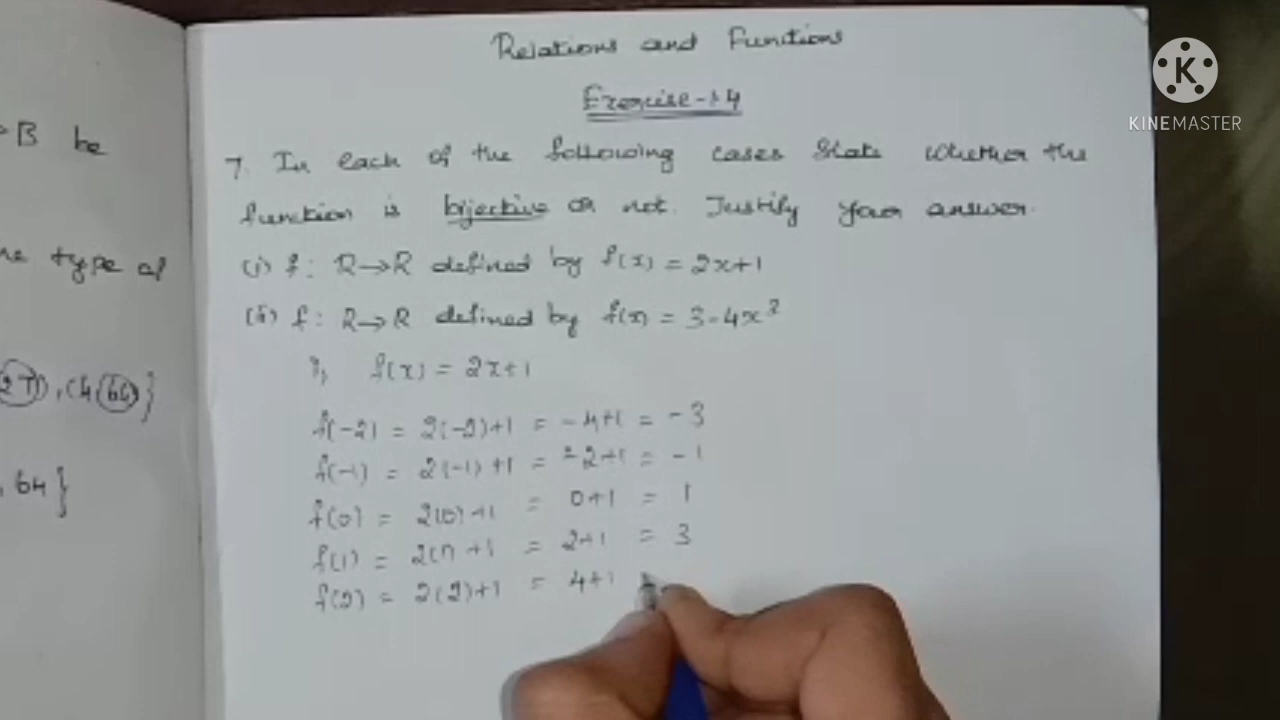 Relations and Functions
Exercise-1.4
7. In each of the following cases state whether the
function is bijective or not. Justify your answer.
(i) f: R→R defined by f(x) = 2x+1
(ii) f: R→R defined by f(x) = 3-4x²
i, f(x) = 2x+1
f(-2) = 2(-2)+1 = -4+1 = -3
f(-1) = 2(-1)+1 = -2+1 = -1
f(0) = 2(0)+1 = 0+1 = 1
f(1) = 2(1)+1 = 2+1 = 3
f(2) = 2(2)+1 = 4+1
B be
type of
27), (4, 64)}
, 64}
K
KINEMASTER